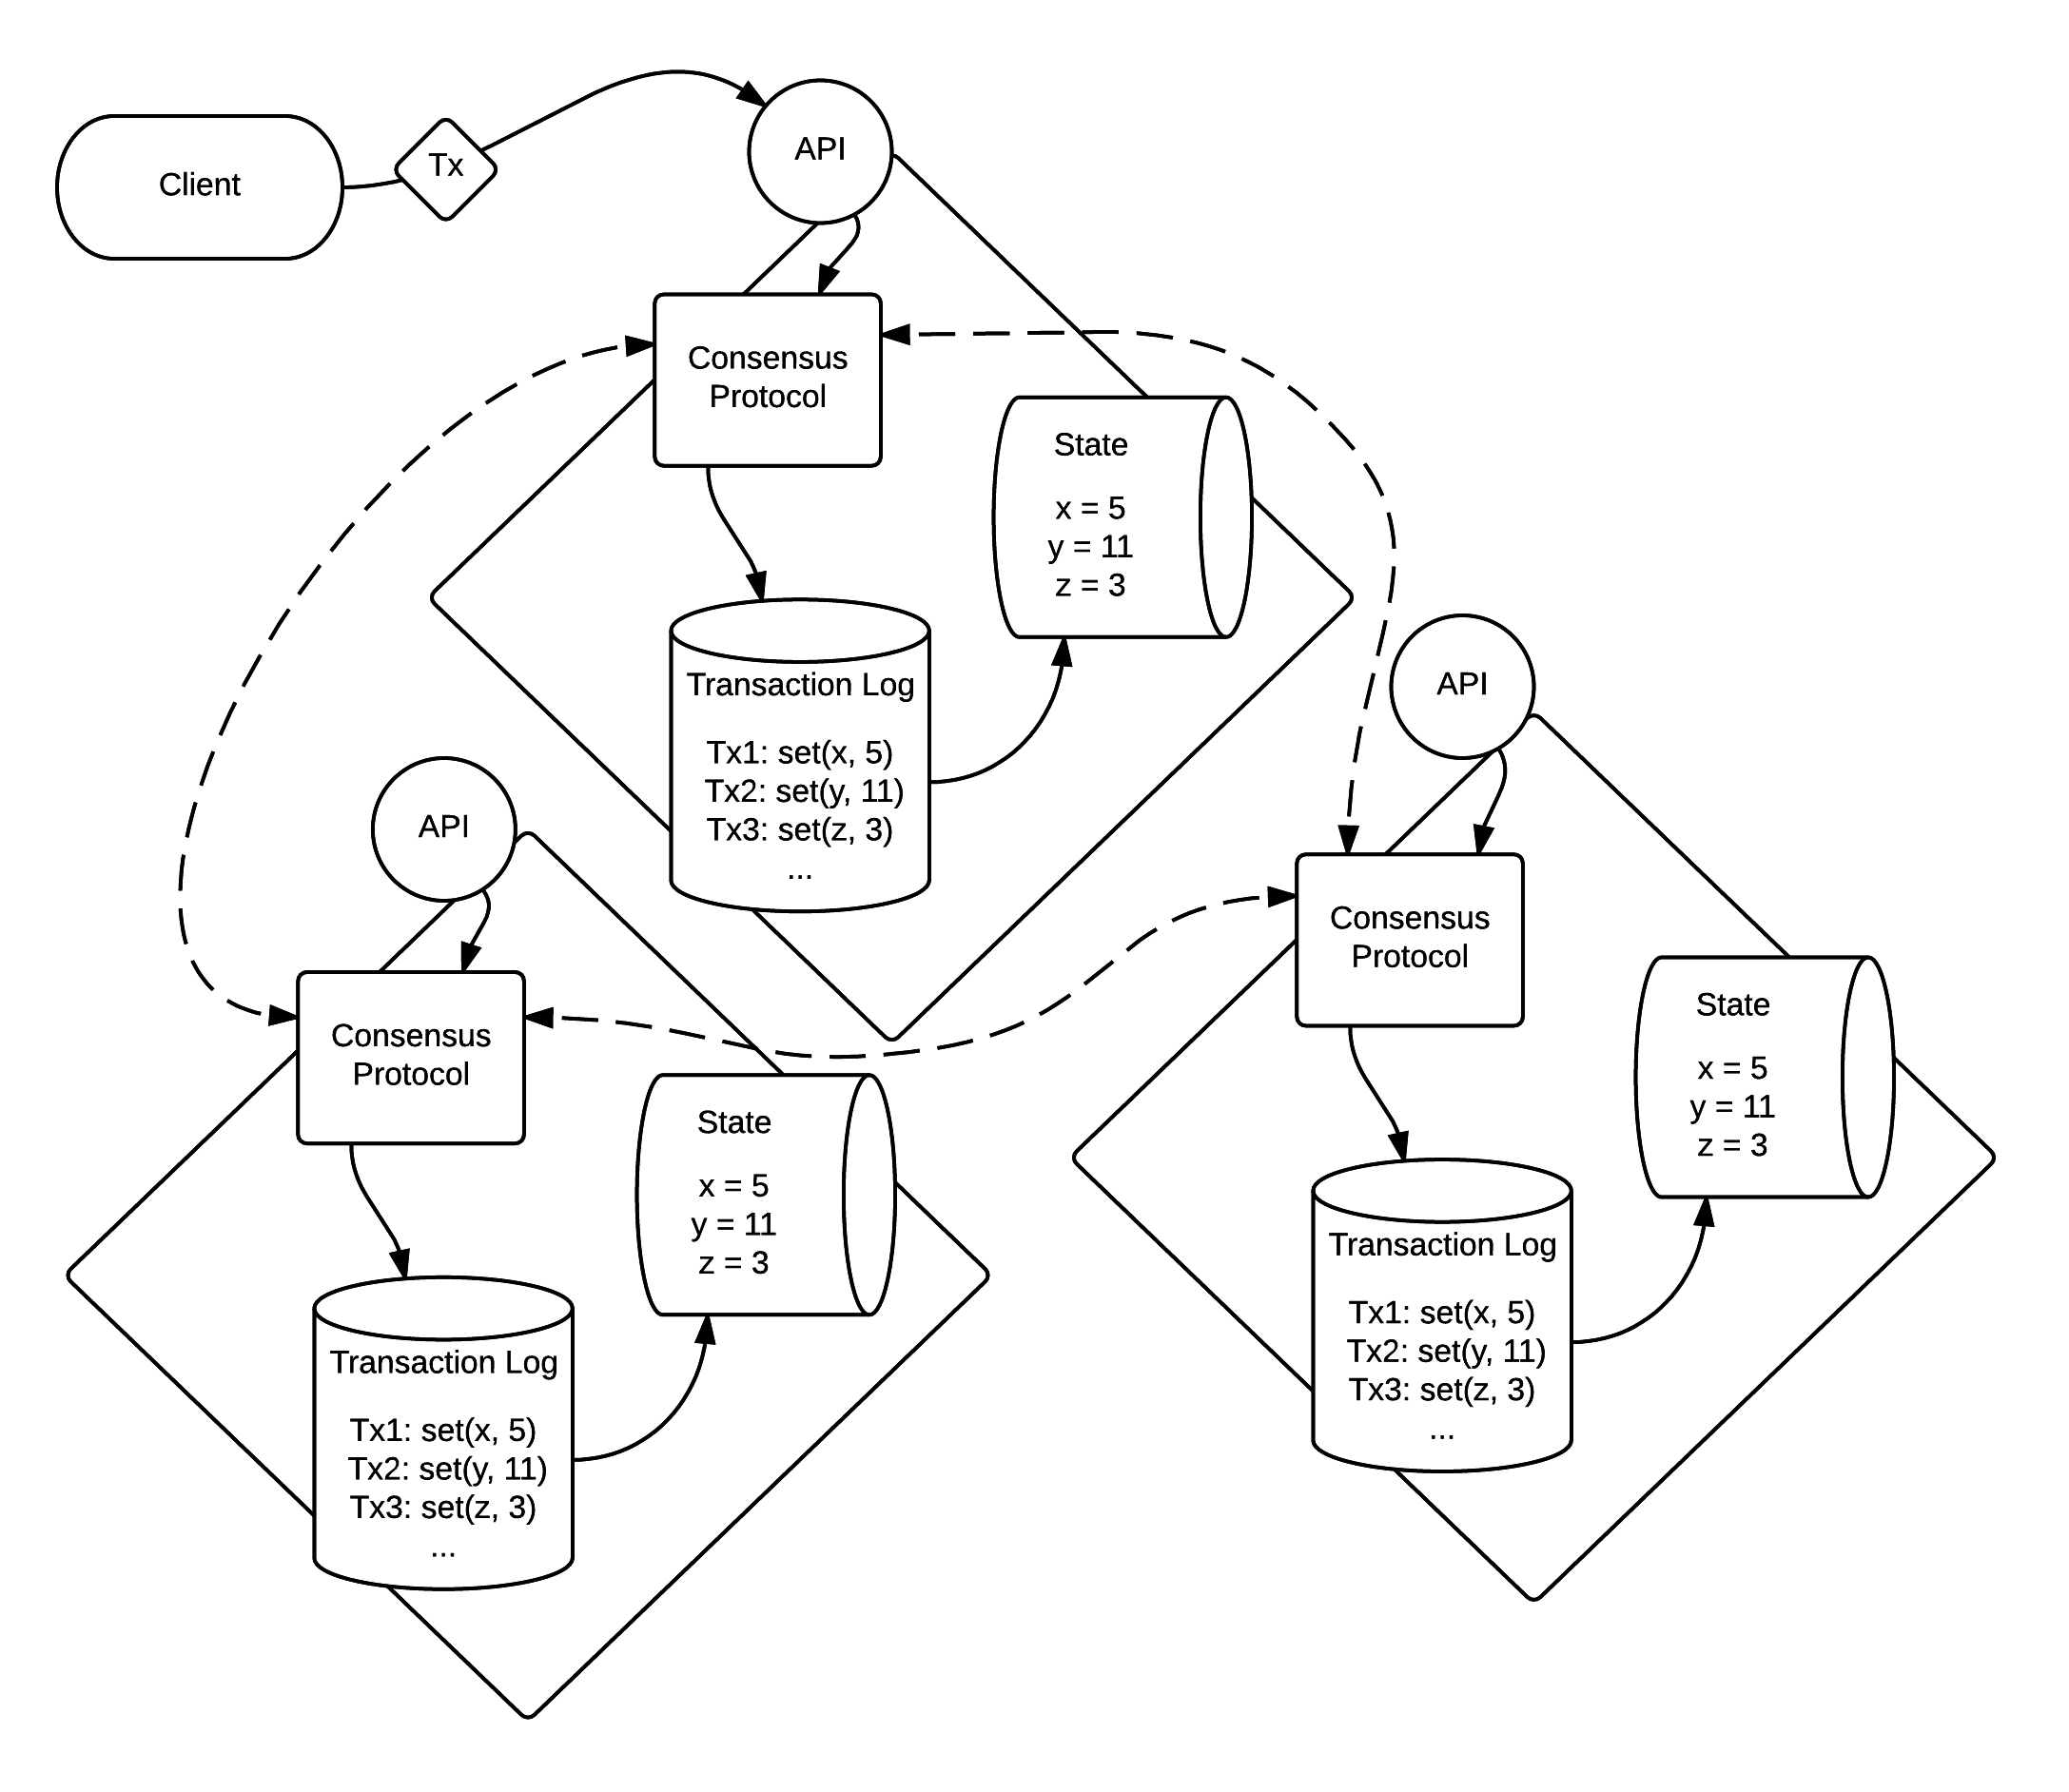 Client
Tx
API
Consensus
Protocol
State
x = 5
y = 11
z = 3
Transaction Log
Tx1: set(x, 5)
Tx2: set(y, 11)
Tx3: set(z, 3)
...
API
Consensus
Protocol
State
x = 5
y = 11
z = 3
Transaction Log
Tx1: set(x, 5)
Tx2: set(y, 11)
Tx3: set(z, 3)
...
API
Consensus
Protocol
State
x = 5
y = 11
z = 3
Transaction Log
Tx1: set(x, 5)
Tx2: set(y, 11)
Tx3: set(z, 3)
...